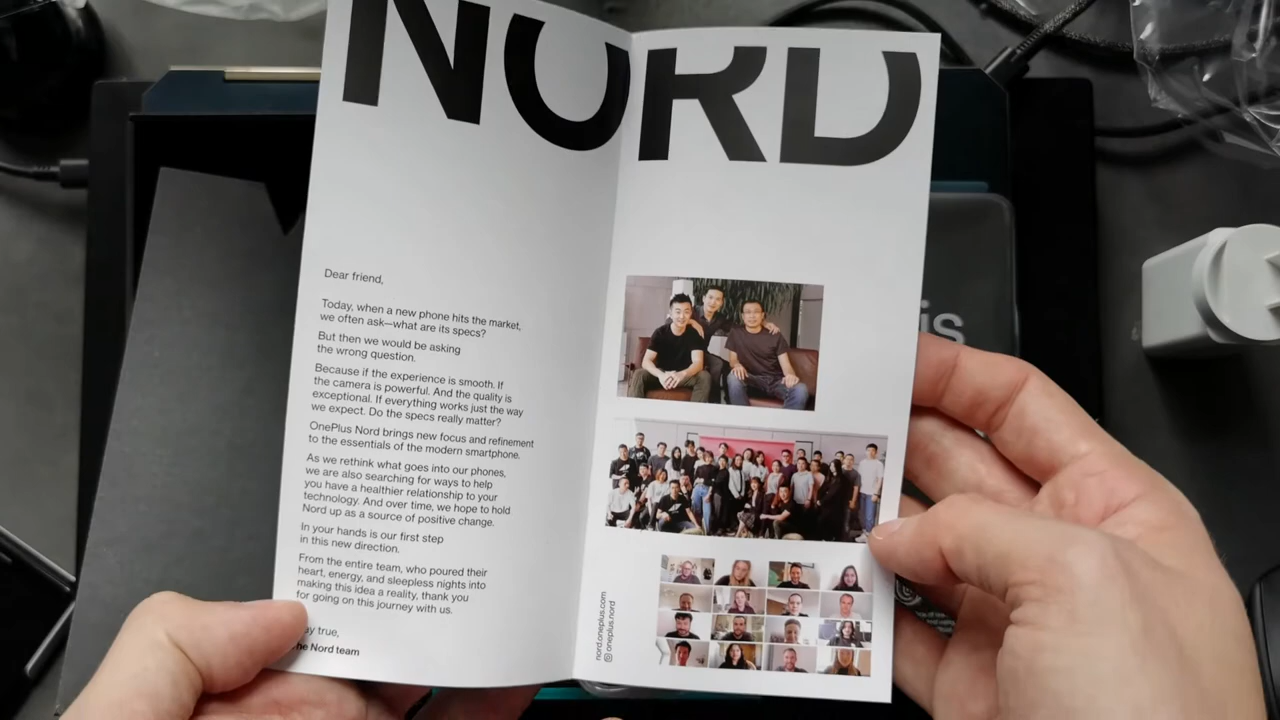 NORD
Dear friend,
Today, when a new phone hits the market,
we often ask—what are its specs?
But then we would be asking
the wrong question.
Because if the experience is smooth. If
the camera is powerful. And the quality is
exceptional. If everything works just the way
we expect. Do the specs really matter?
OnePlus Nord brings new focus and refinement
to the essentials of the modern smartphone.
As we rethink what goes into our phones,
we are also searching for ways to help
you have a healthier relationship to your
technology. And over time, we hope to hold
Nord up as a source of positive change.
In your hands is our first step
in this new direction.
From the entire team, who poured their
heart, energy, and sleepless nights into
making this idea a reality, thank you
for going on this journey with us.
true,
Nord team
nord.oneplus.com
oneplus.nord
is